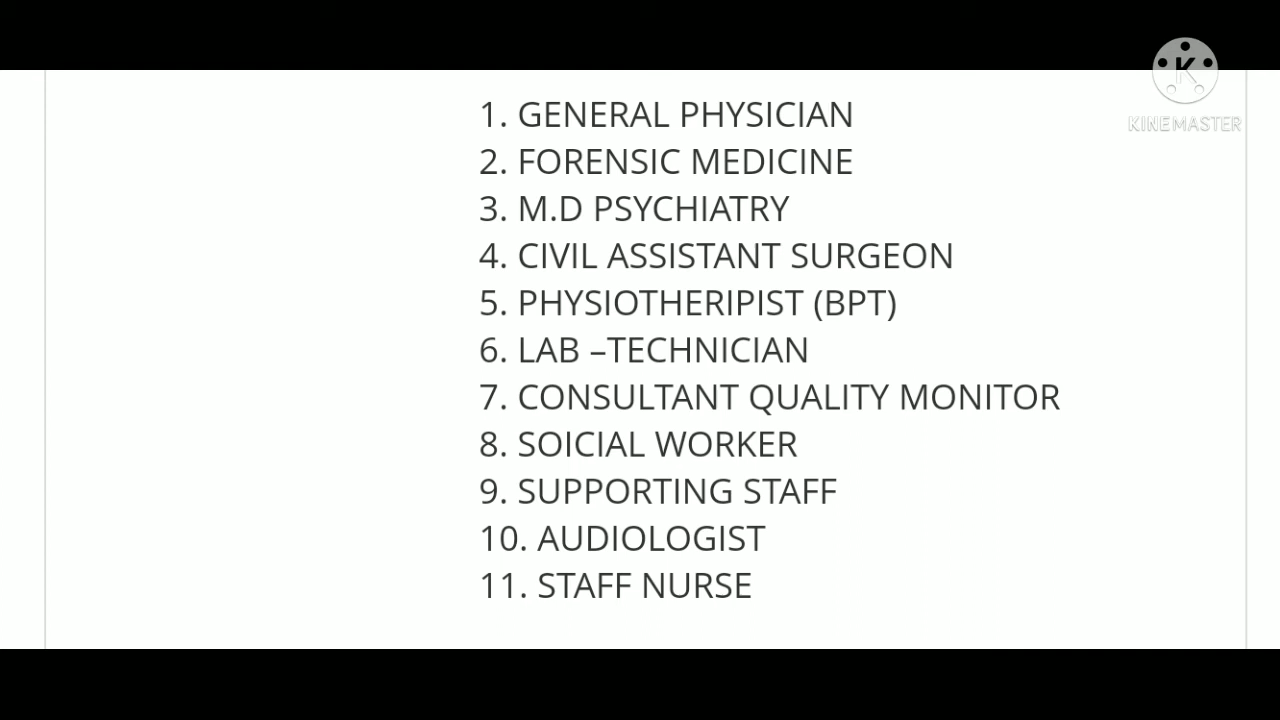 1. GENERAL PHYSICIAN
2. FORENSIC MEDICINE
3. M.D PSYCHIATRY
4. CIVIL ASSISTANT SURGEON
5. PHYSIOTHERIPIST (BPT)
6. LAB –TECHNICIAN
7. CONSULTANT QUALITY MONITOR
8. SOICIAL WORKER
9. SUPPORTING STAFF
10. AUDIOLOGIST
11. STAFF NURSE
K
KINEMASTER